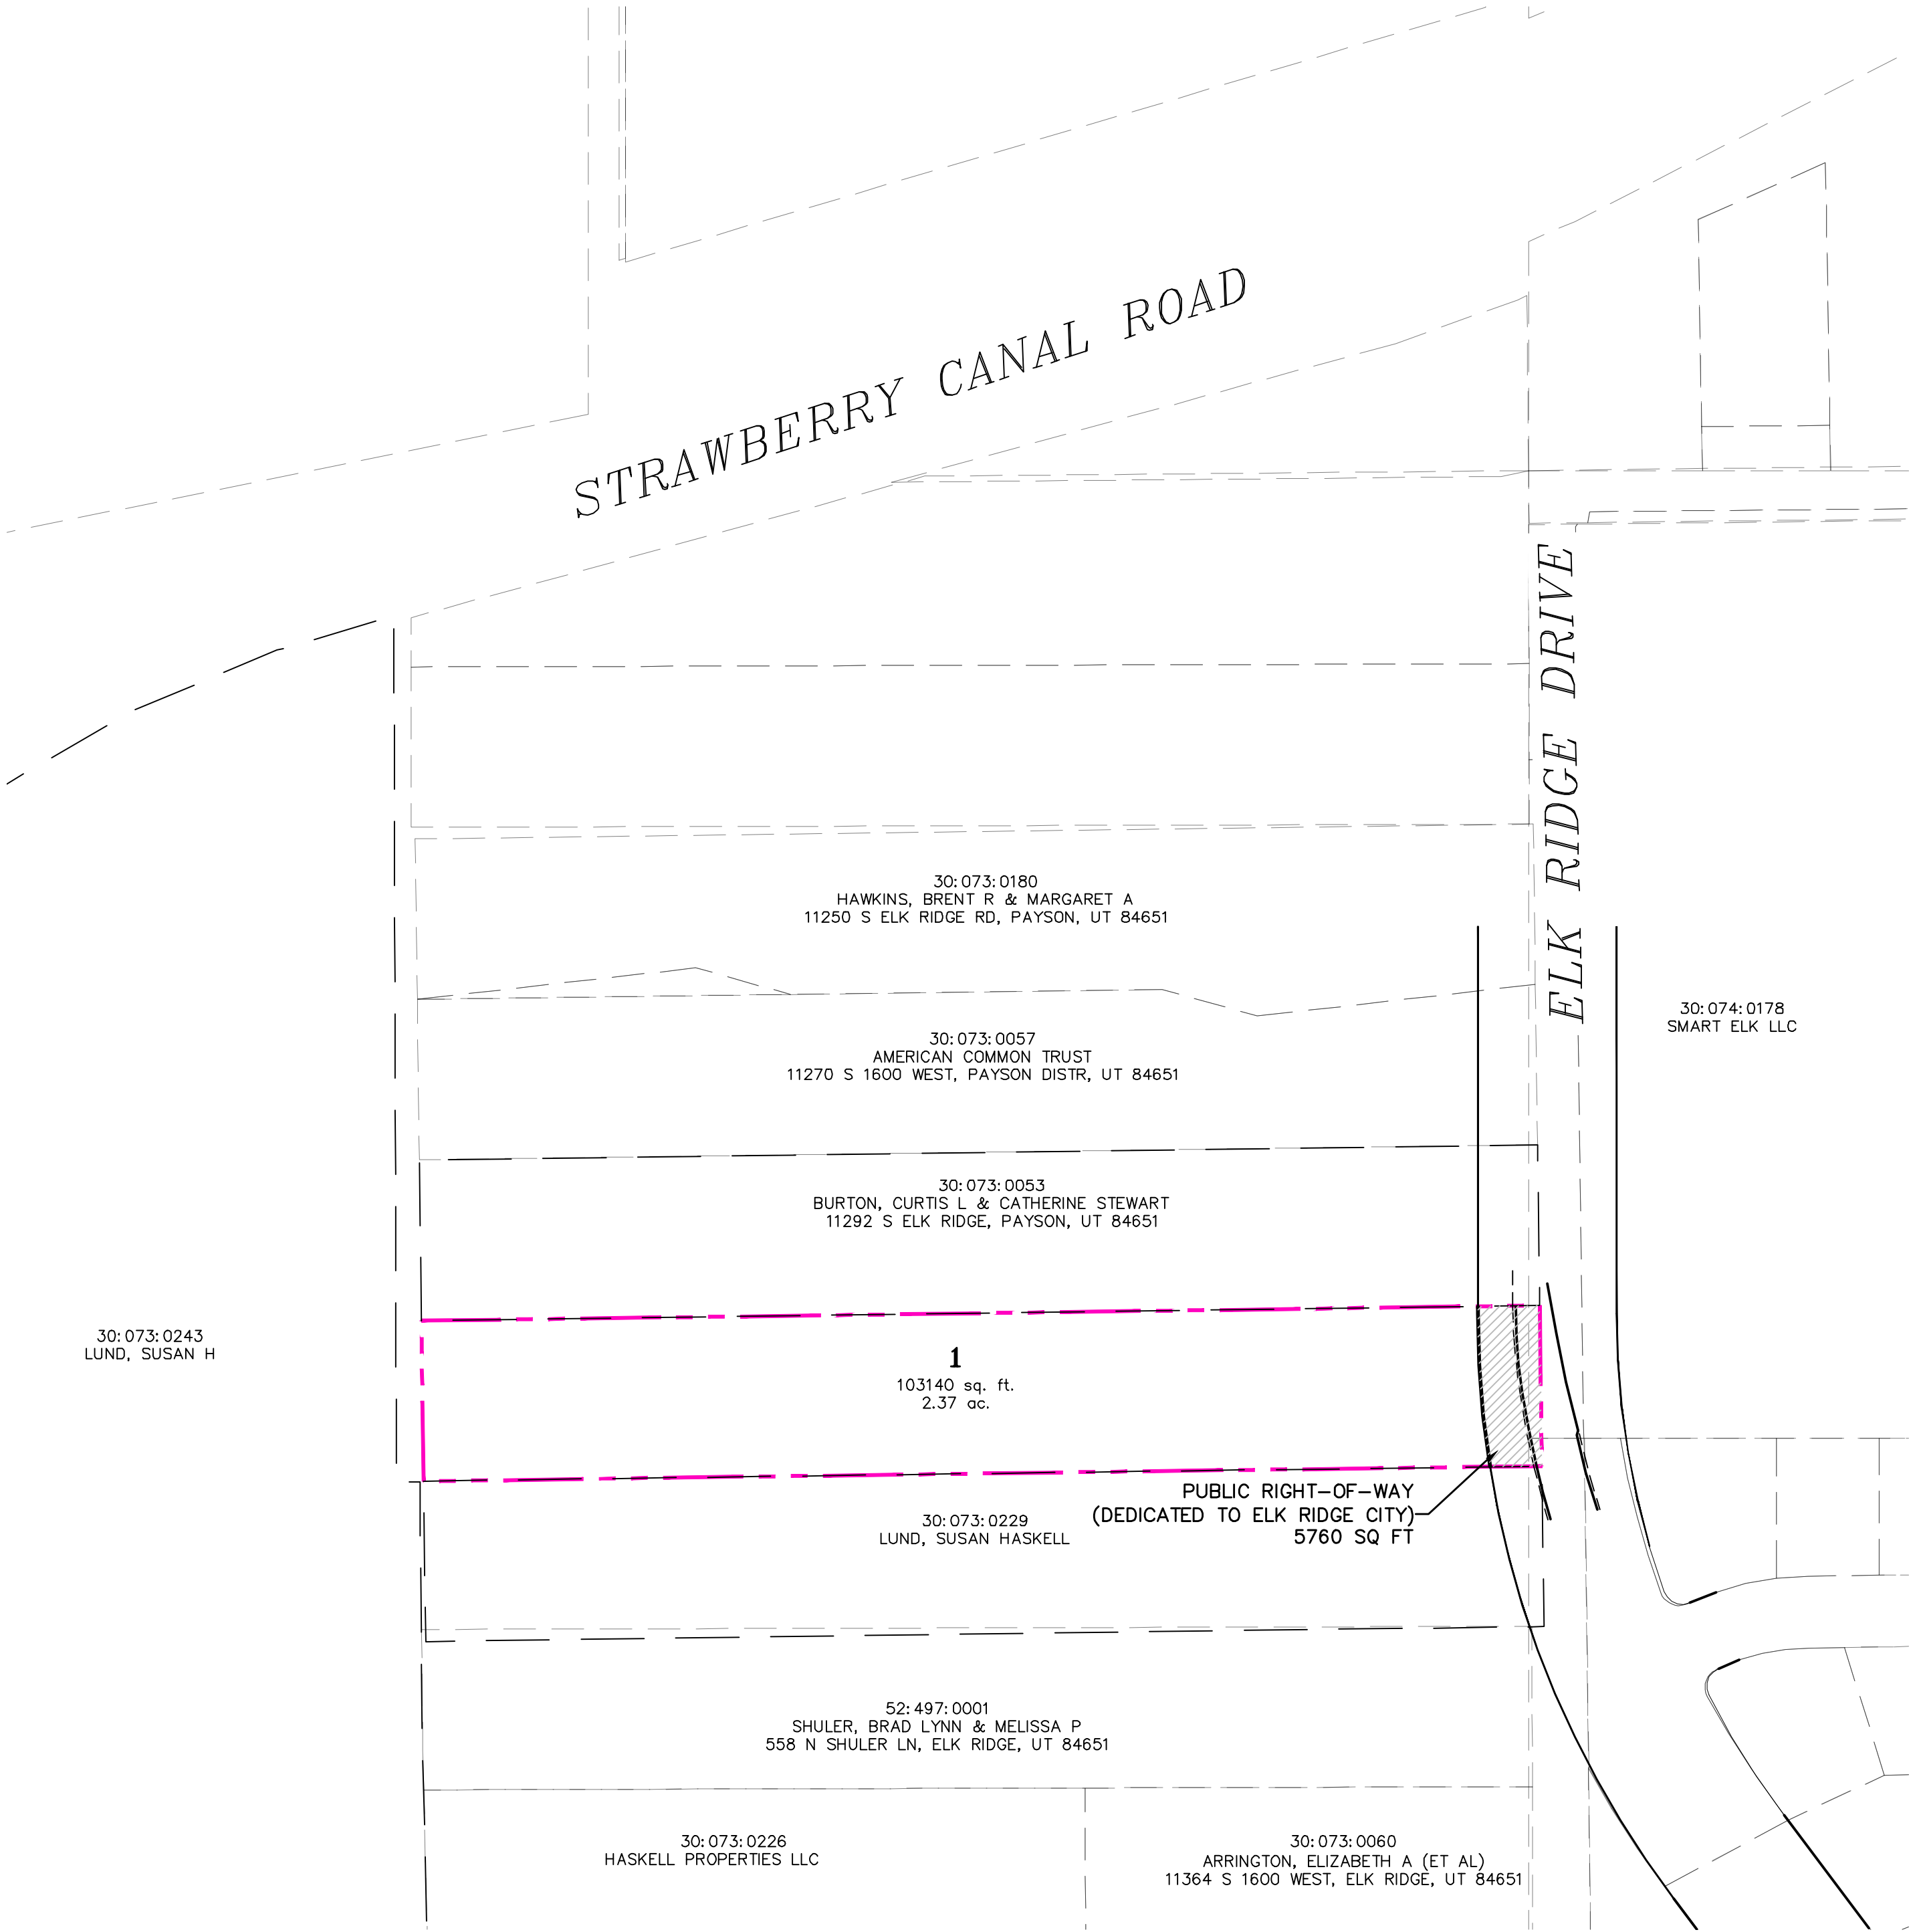 STRAWBERRY CANAL ROAD
ELK RIDGE DRIVE
30:073:0180
HAWKINS, BRENT R & MARGARET A
11250 S ELK RIDGE RD, PAYSON, UT 84651
30:074:0178
SMART ELK LLC
30:073:0057
AMERICAN COMMON TRUST
11270 S 1600 WEST, PAYSON DISTR, UT 84651
30:073:0053
BURTON, CURTIS L & CATHERINE STEWART
11292 S ELK RIDGE, PAYSON, UT 84651
30:073:0243
LUND, SUSAN H
1
103140 sq. ft.
2.37 ac.
PUBLIC RIGHT-OF-WAY
(DEDICATED TO ELK RIDGE CITY)
5760 SQ FT
30:073:0229
LUND, SUSAN HASKELL
52:497:0001
SHULER, BRAD LYNN & MELISSA P
558 N SHULER LN, ELK RIDGE, UT 84651
30:073:0226
HASKELL PROPERTIES LLC
30:073:0060
ARRINGTON, ELIZABETH A (ET AL)
11364 S 1600 WEST, ELK RIDGE, UT 84651